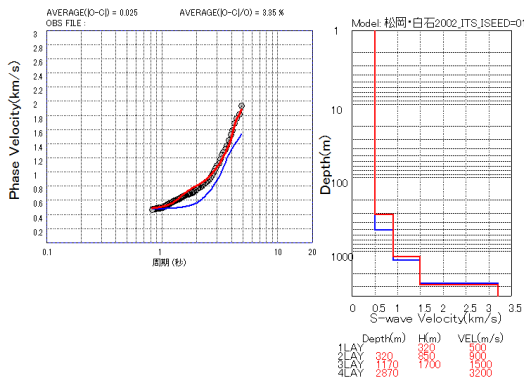 AVERAGE(|O-C|) = 0.025 AVERAGE(|O-C|/O) = 3.35 %
OBS FILE :
Phase Velocity(km/s)
3
2.8
2.6
2.4
2.2
2
1.8
1.6
1.4
1.2
1
0.8
0.6
0.4
0.2
0.1 1 10 20
周期(秒)
Model: 松岡・白石2002_ITS_ISEED=01
Depth(m)
1
10
100
1000
0 0.5 1 1.5 2 2.5 3 3.5
S-wave Velocity(km/s)
Depth(m) H(m) VEL(m/s)
1LAY 320 500
2LAY 320 850 900
3LAY 1170 1700 1500
4LAY 2870 3200